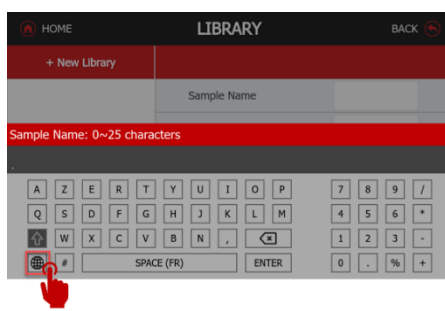 HOME LIBRARY BACK
+ New Library
Sample Name
Sample Name: 0~25 characters
.
A Z E R T Y U I O P 7 8 9 /
Q S D F G H J K L M 4 5 6 *
W X C V B N , 1 2 3 -
# SPACE (FR) ENTER 0 . % +